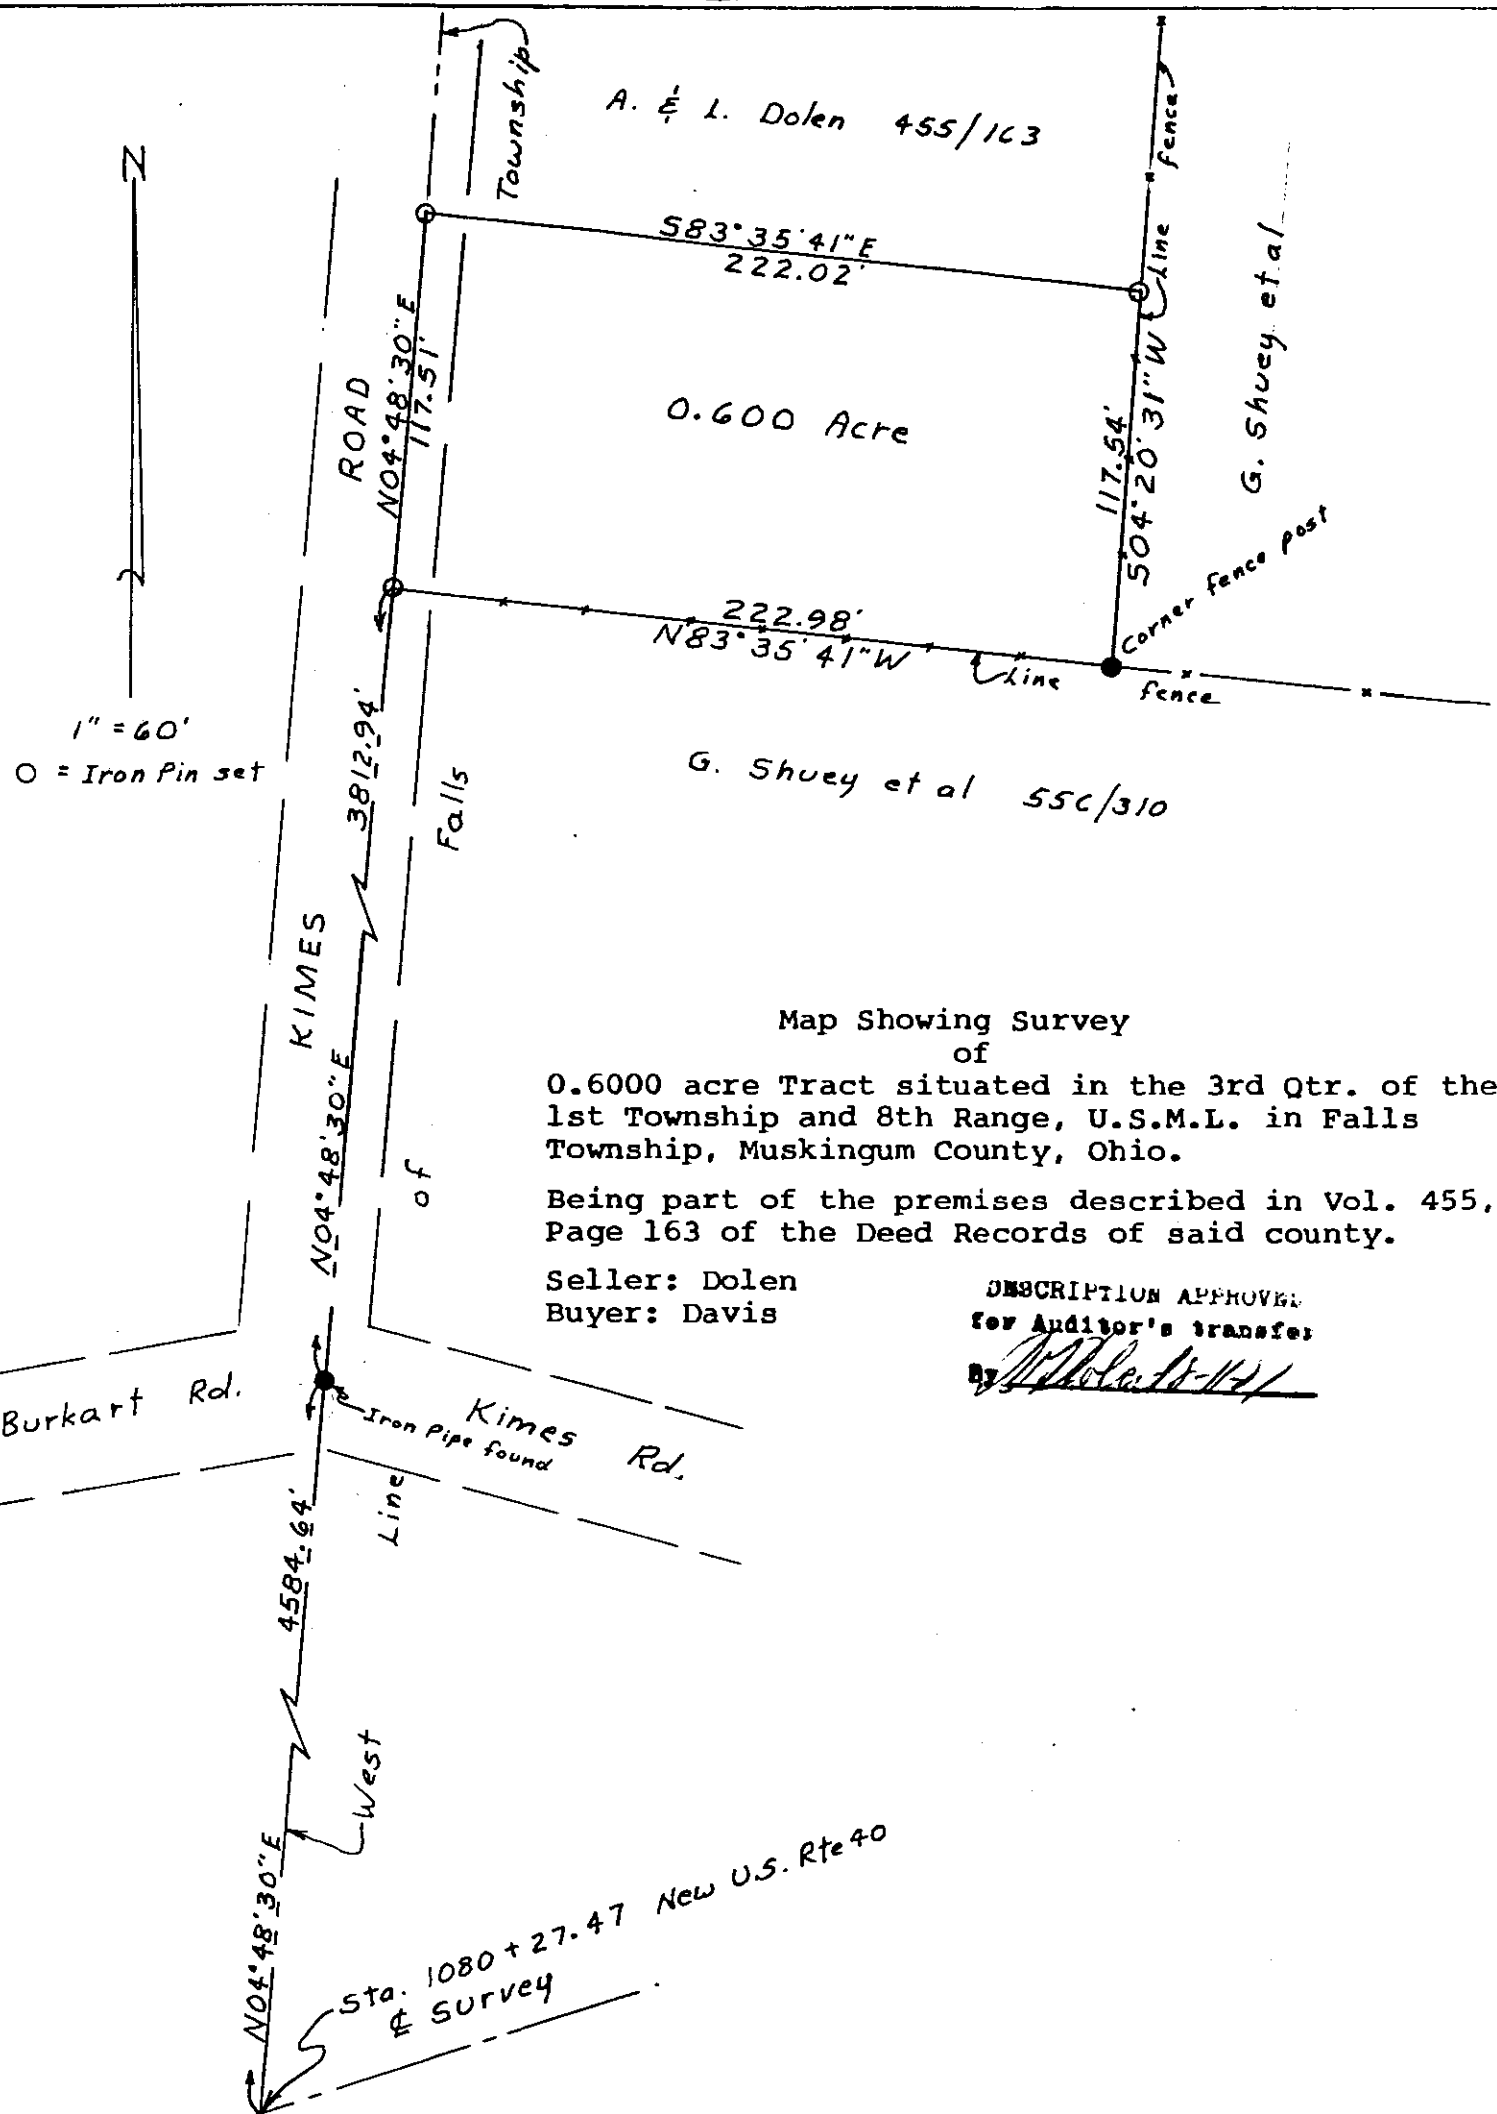 Township
A. & L. Dolen 455/163
fence
Line
N
S83°35'41"E
222.02'
G. Shuey et al
ROAD
N04°48'30"E
117.51'
0.600 Acre
117.54'
S04°20'31"W
Corner fence post
222.98'
N83°35'41"W
Line
fence
1" = 60'
O = Iron Pin set
3812.94'
Falls
G. Shuey et al 556/310
KIMES
N04°48'30"E
of
Map Showing Survey
of
0.6000 acre Tract situated in the 3rd Qtr. of the
1st Township and 8th Range, U.S.M.L. in Falls
Township, Muskingum County, Ohio.
Being part of the premises described in Vol. 455,
Page 163 of the Deed Records of said county.
Seller: Dolen
Buyer: Davis
DESCRIPTION APPROVED
for Auditor's transfer
By
Burkart Rd.
Iron Pipe found
Kimes Rd.
Line
4584.64'
West
N04°48'30"E
Sta. 1080 + 27.47 New U.S. Rte 40
℄ Survey